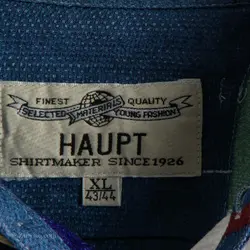 FINEST QUALITY
SELECTED MATERIALS YOUNG FASHION
HAUPT
SHIRTMAKER SINCE 1926
XL
43/44